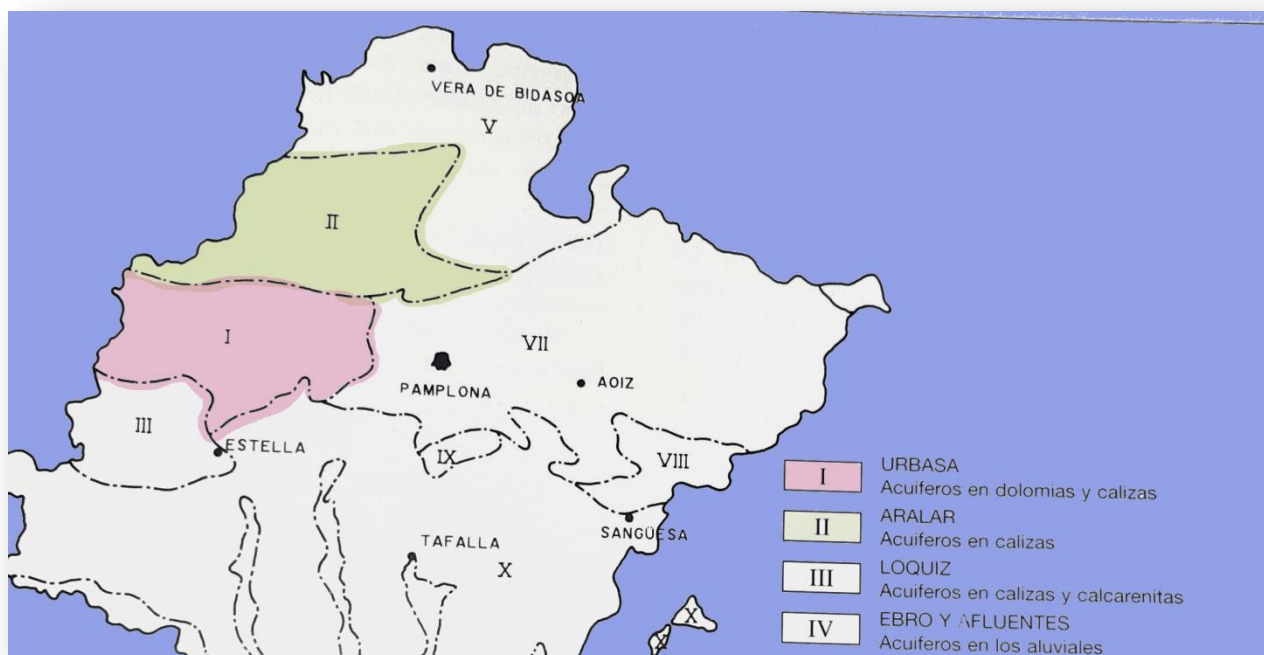 VERA DE BIDASOA
V
II
I
VII
PAMPLONA
AOIZ
III
ESTELLA
IX
VIII
SANGÜESA
TAFALLA
X
X
X
I URBASA
Acuiferos en dolomias y calizas
II ARALAR
Acuiferos en calizas
III LOQUIZ
Acuiferos en calizas y calcarenitas
IV EBRO Y AFLUENTES
Acuiferos en los aluviales